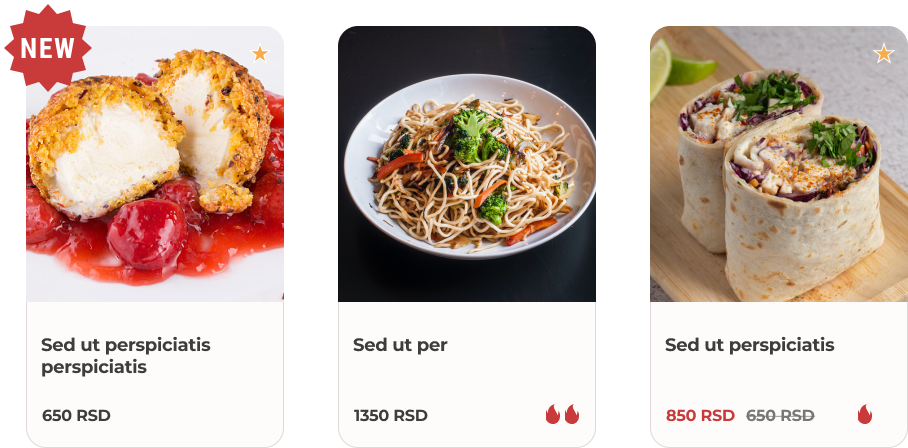 NEW
Sed ut perspiciatis
perspiciatis
650 RSD
Sed ut per
1350 RSD
Sed ut perspiciatis
850 RSD 650 RSD